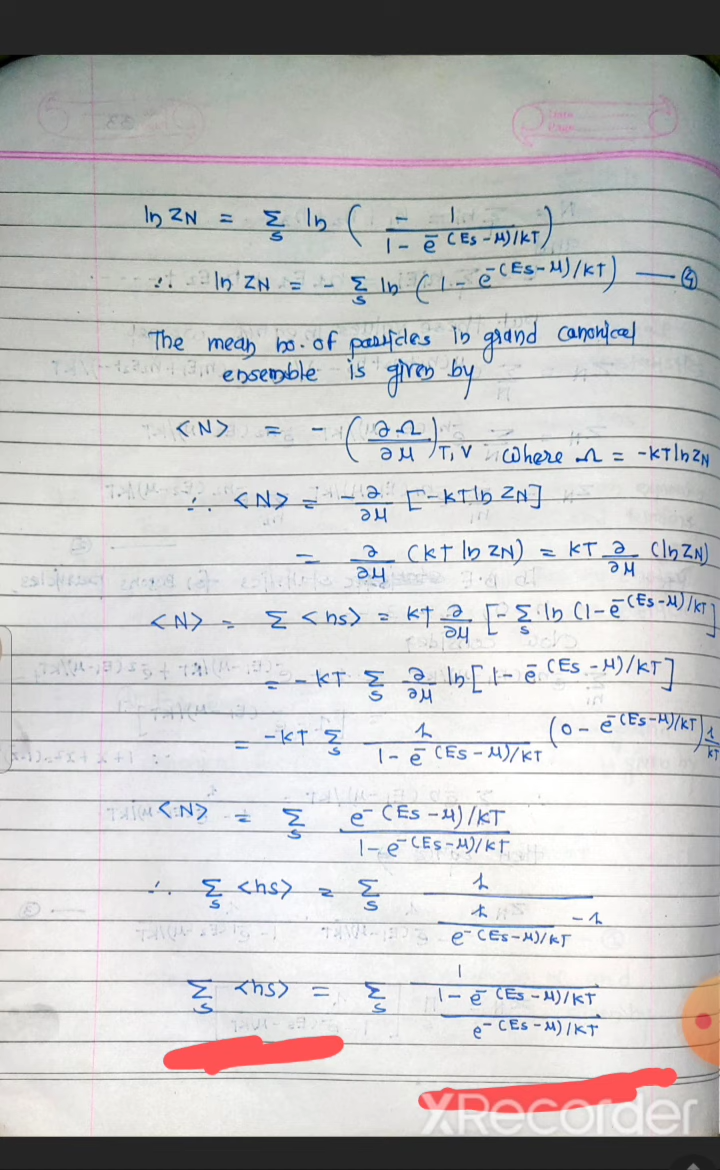 ln ZN = Σs ln ( 1 / 1 - e^-(Es-μ)/KT )
∴ ln ZN = - Σs ln ( 1 - e^-(Es-μ)/KT ) — ④
The mean no. of particles in grand canonical
ensemble is given by
<N> = - (∂Ω/∂μ)T,V where Ω = -KT ln ZN
∴ <N> = -∂/∂μ [-KT ln ZN]
= ∂/∂μ (KT ln ZN) = KT ∂/∂μ (ln ZN)
<N> = Σ <ns> = KT ∂/∂μ [- Σs ln (1-e^-(Es-μ)/KT]
= -KT Σs ∂/∂μ ln [ 1- e^-(Es-μ)/KT]
= -KT Σs 1 / 1- e^-(Es-μ)/KT (0 - e^-(Es-μ)/KT) 1/KT
<N> = Σs e^-(Es-μ)/KT / 1-e^-(Es-μ)/KT
∴ Σs <ns> = Σs 1 / 1/e^-(Es-μ)/KT -1
Σs <ns> = Σs 1 / 1-e^-(Es-μ)/KT / e^-(Es-μ)/KT
XRecorder